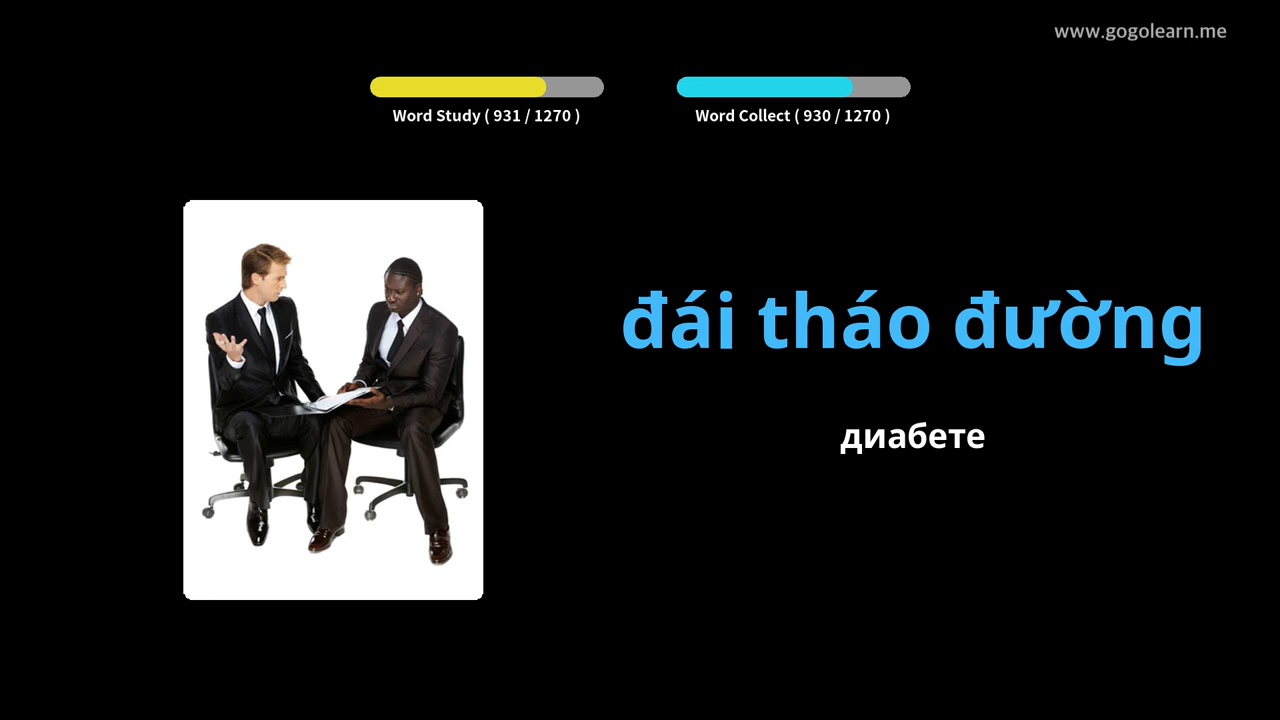 www.gogolearn.me
Word Study ( 931 / 1270 )
Word Collect ( 930 / 1270 )
đái tháo đường
диабете